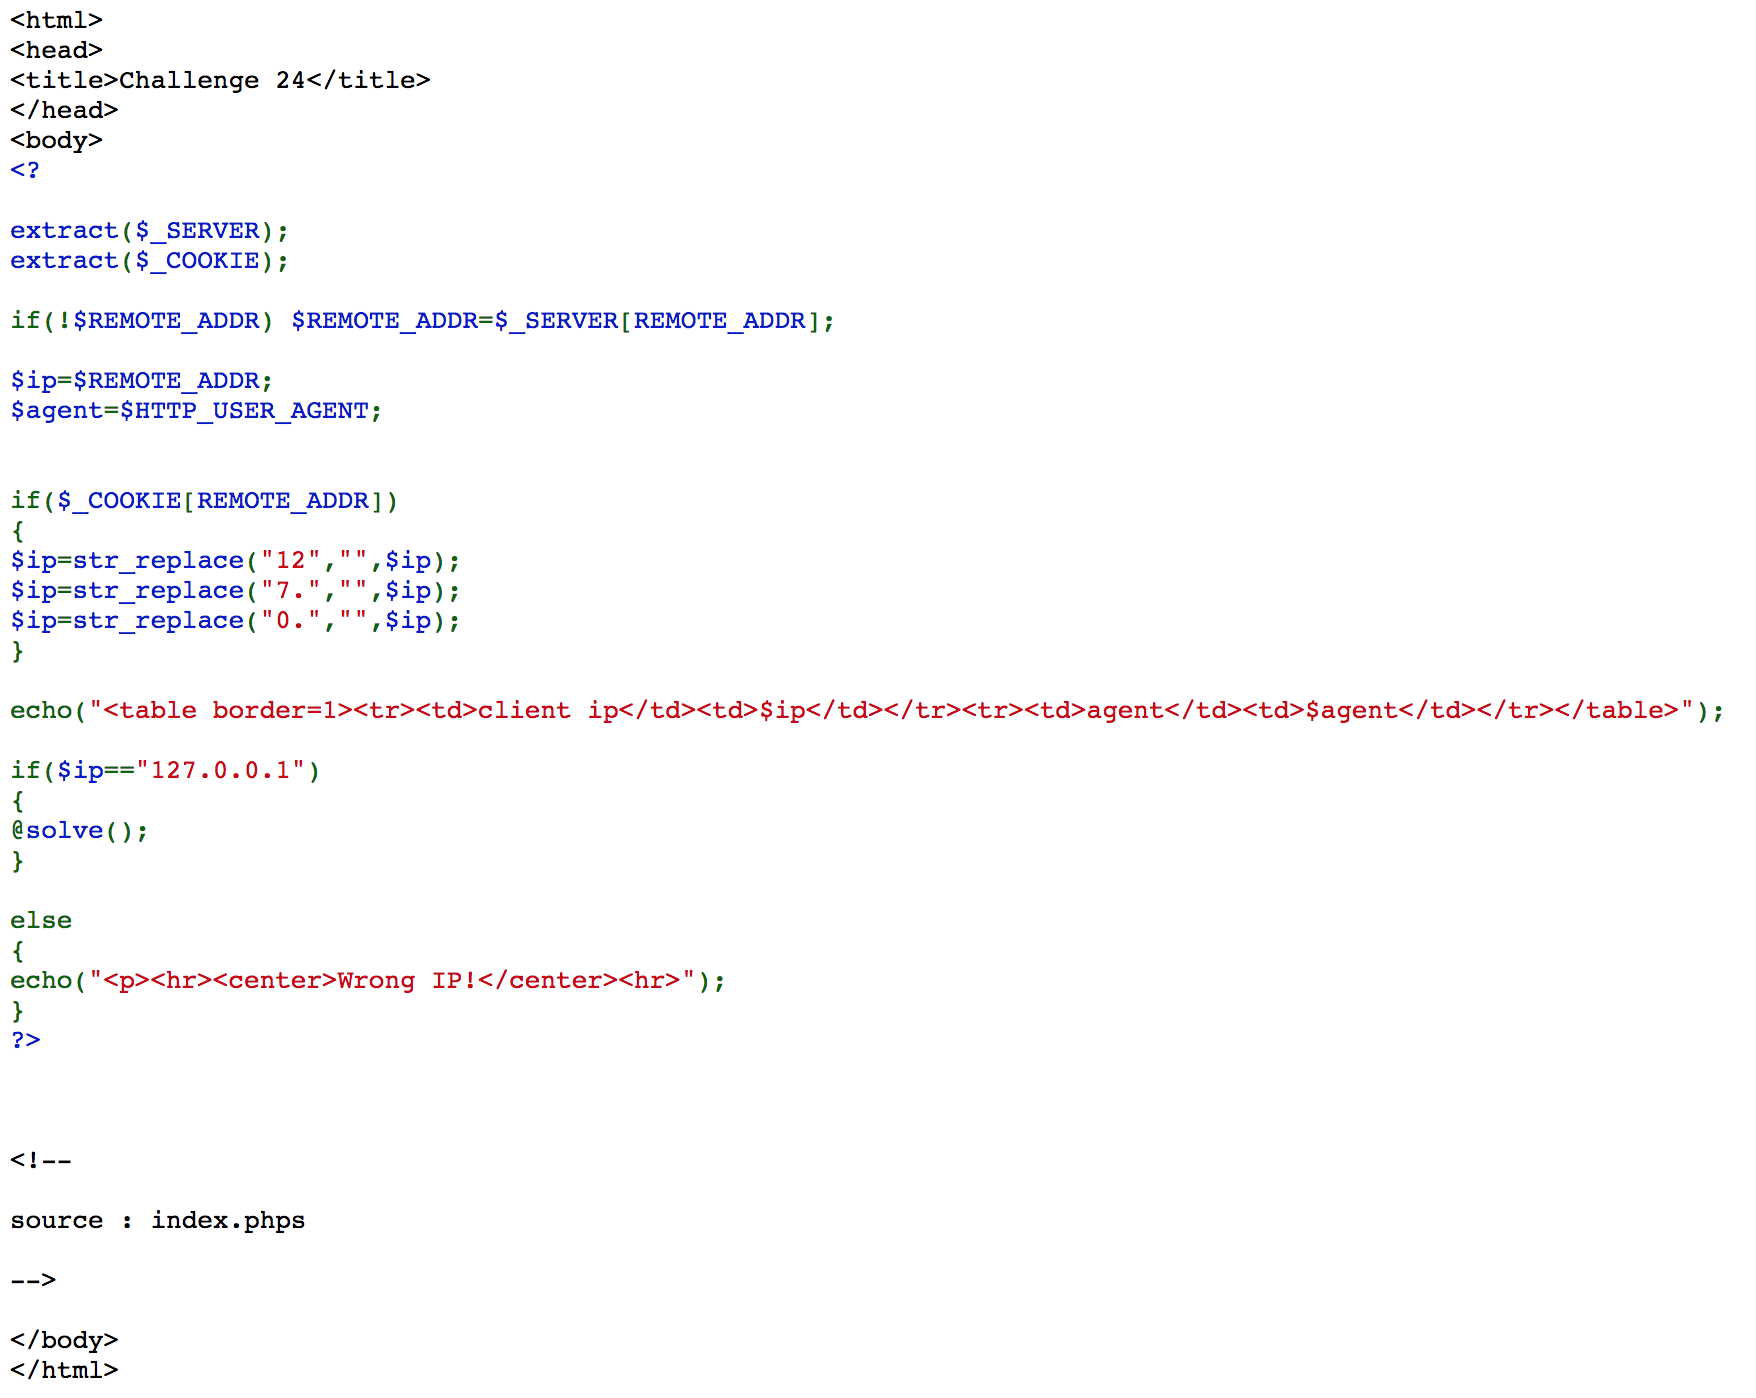 <html>
<head>
<title>Challenge 24</title>
</head>
<body>
<?
extract($_SERVER);
extract($_COOKIE);
if(!$REMOTE_ADDR) $REMOTE_ADDR=$_SERVER[REMOTE_ADDR];
$ip=$REMOTE_ADDR;
$agent=$HTTP_USER_AGENT;
if($_COOKIE[REMOTE_ADDR])
{
$ip=str_replace("12","",$ip);
$ip=str_replace("7.","",$ip);
$ip=str_replace("0.","",$ip);
}
echo("<table border=1><tr><td>client ip</td><td>$ip</td></tr><tr><td>agent</td><td>$agent</td></tr></table>");
if($ip=="127.0.0.1")
{
@solve();
}
else
{
echo("<p><hr><center>Wrong IP!</center><hr>");
}
?>
<!--
source : index.phps
-->
</body>
</html>